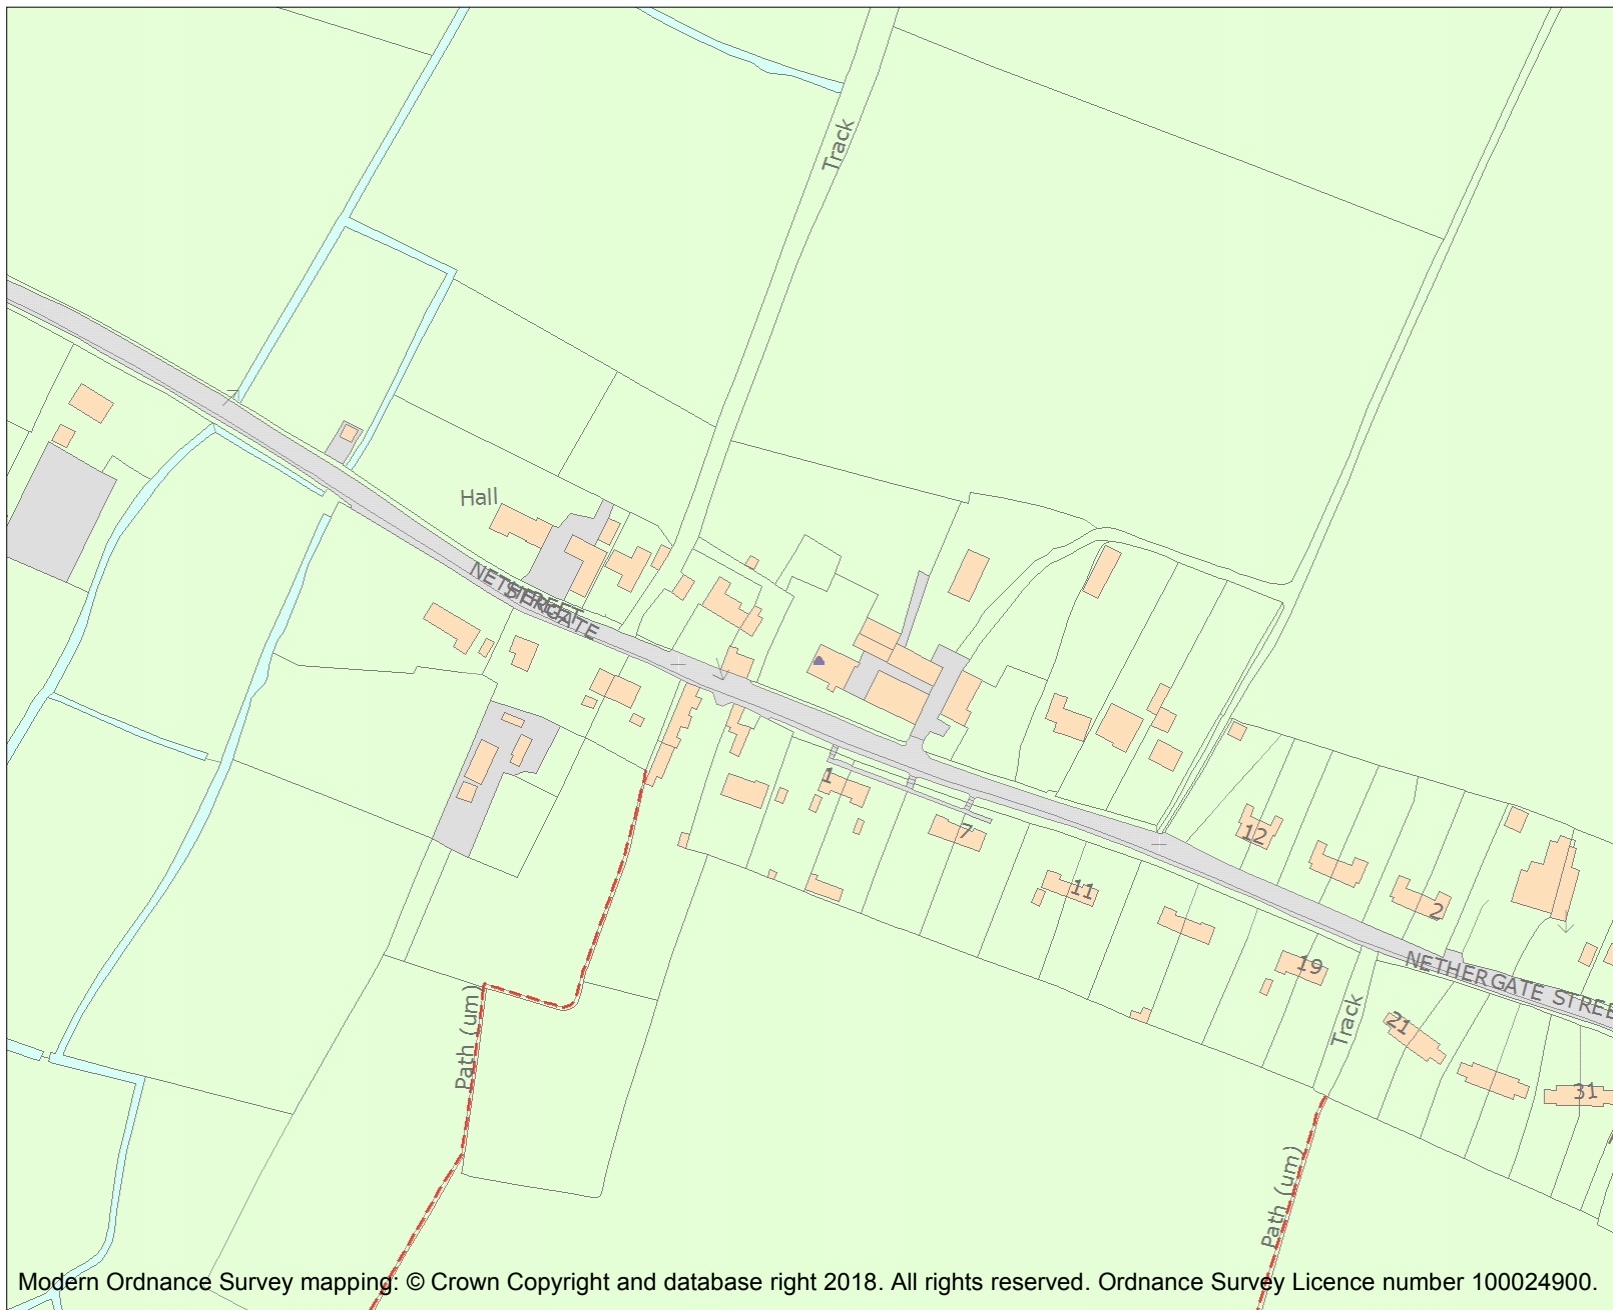 Track
Hall
NETHERGATE
STREET
1
7
12
11
2
19
NETHERGATE STREE
21
Track
Path (um)
31
Path (um)
Modern Ordnance Survey mapping: © Crown Copyright and database right 2018. All rights reserved. Ordnance Survey Licence number 100024900.